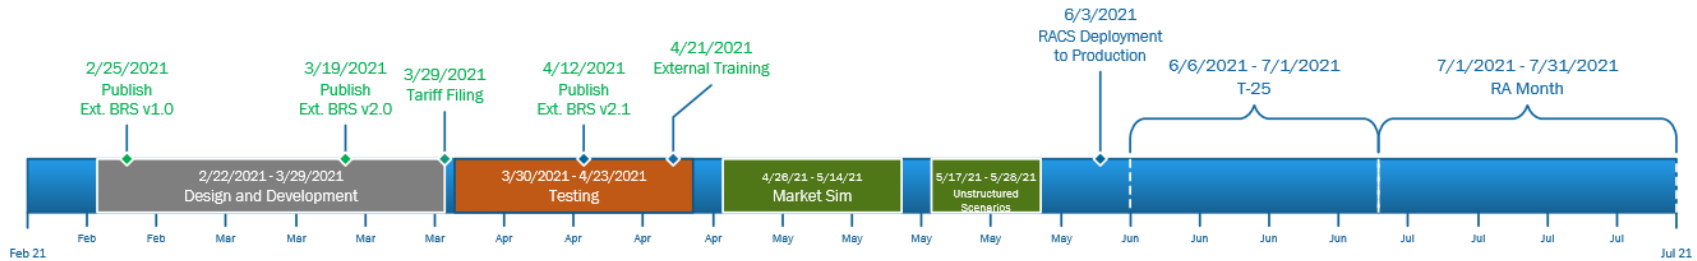 2/25/2021
Publish
Ext. BRS v1.0
3/19/2021
Publish
Ext. BRS v2.0
3/29/2021
Tariff Filing
4/12/2021
Publish
Ext. BRS v2.1
4/21/2021
External Training
6/3/2021
RACS Deployment
to Production
6/6/2021 - 7/1/2021
T-25
7/1/2021 - 7/31/2021
RA Month
2/22/2021 - 3/29/2021
Design and Development
3/30/2021 - 4/23/2021
Testing
4/26/21 - 5/14/21
Market Sim
5/17/21 - 5/28/21
Unstructured
Scenarios
Feb 21
Feb
Feb
Mar
Mar
Mar
Mar
Apr
Apr
Apr
Apr
May
May
May
May
May
Jun
Jun
Jun
Jun
Jul
Jul
Jul
Jul
Jul 21